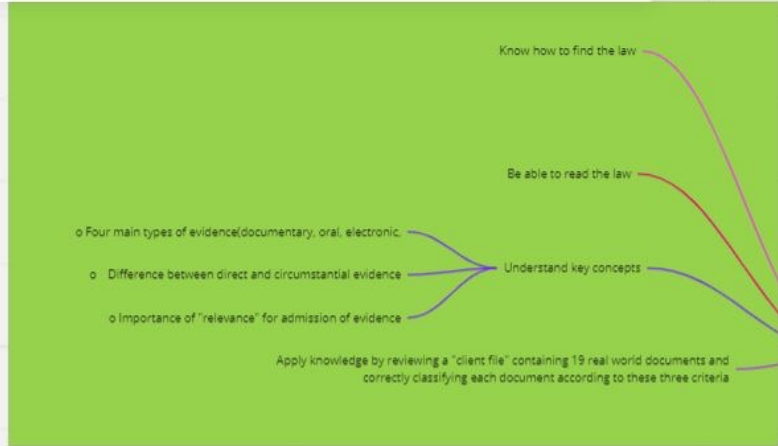 Know how to find the law
Be able to read the law
o Four main types of evidence(documentary, oral, electronic,
o Difference between direct and circumstantial evidence
Understand key concepts
o Importance of "relevance" for admission of evidence
Apply knowledge by reviewing a "client file" containing 19 real world documents and
correctly classifying each document according to these three criteria